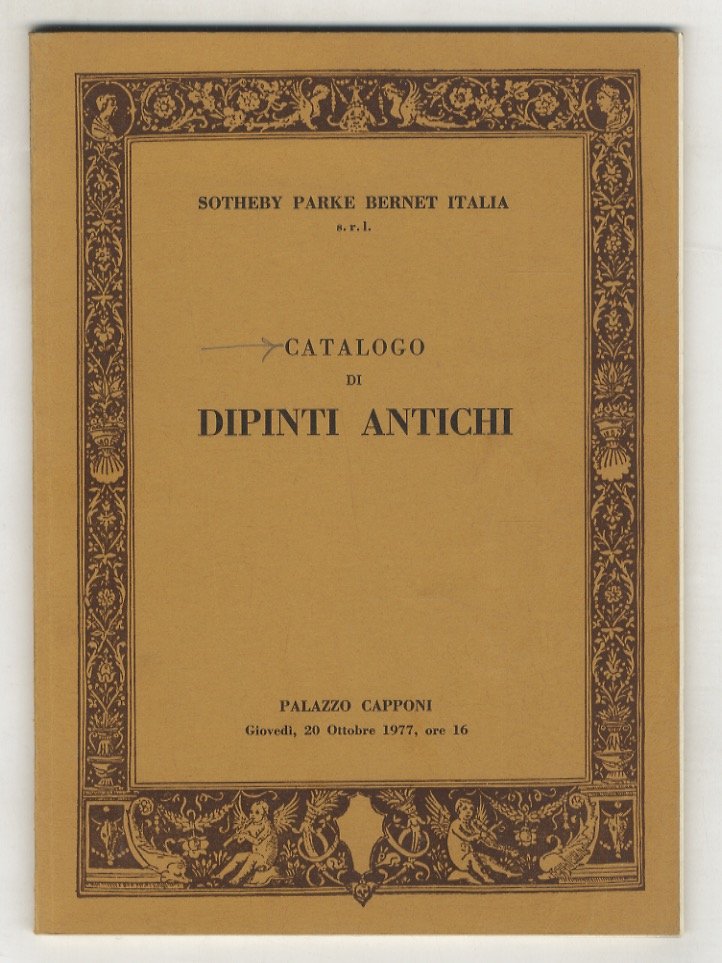 SOTHEBY PARKE BERNET ITALIA
s. r. l.
CATALOGO
DI
DIPINTI ANTICHI
PALAZZO CAPPONI
Giovedì, 20 Ottobre 1977, ore 16